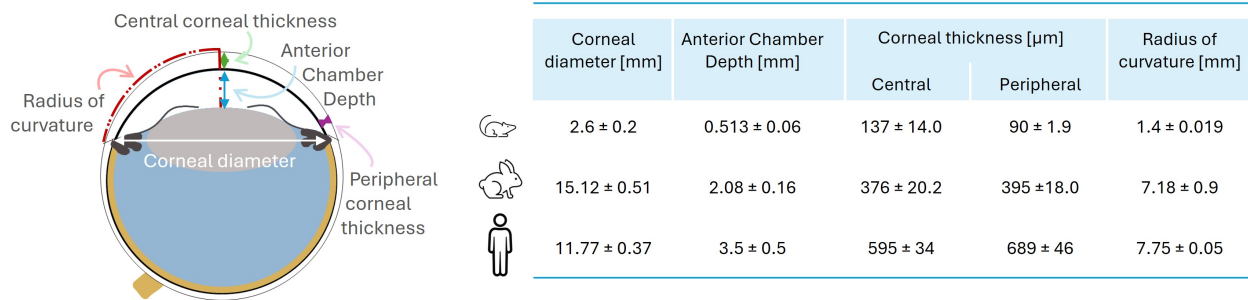 Central corneal thickness
Anterior
Chamber
Depth
Radius of
curvature
Corneal diameter
Peripheral
corneal
thickness
Corneal
diameter [mm]
Anterior Chamber
Depth [mm]
Corneal thickness [µm]
Central
Peripheral
Radius of
curvature [mm]
2.6 ± 0.2
0.513 ± 0.06
137 ± 14.0
90 ± 1.9
1.4 ± 0.019
15.12 ± 0.51
2.08 ± 0.16
376 ± 20.2
395 ±18.0
7.18 ± 0.9
11.77 ± 0.37
3.5 ± 0.5
595 ± 34
689 ± 46
7.75 ± 0.05